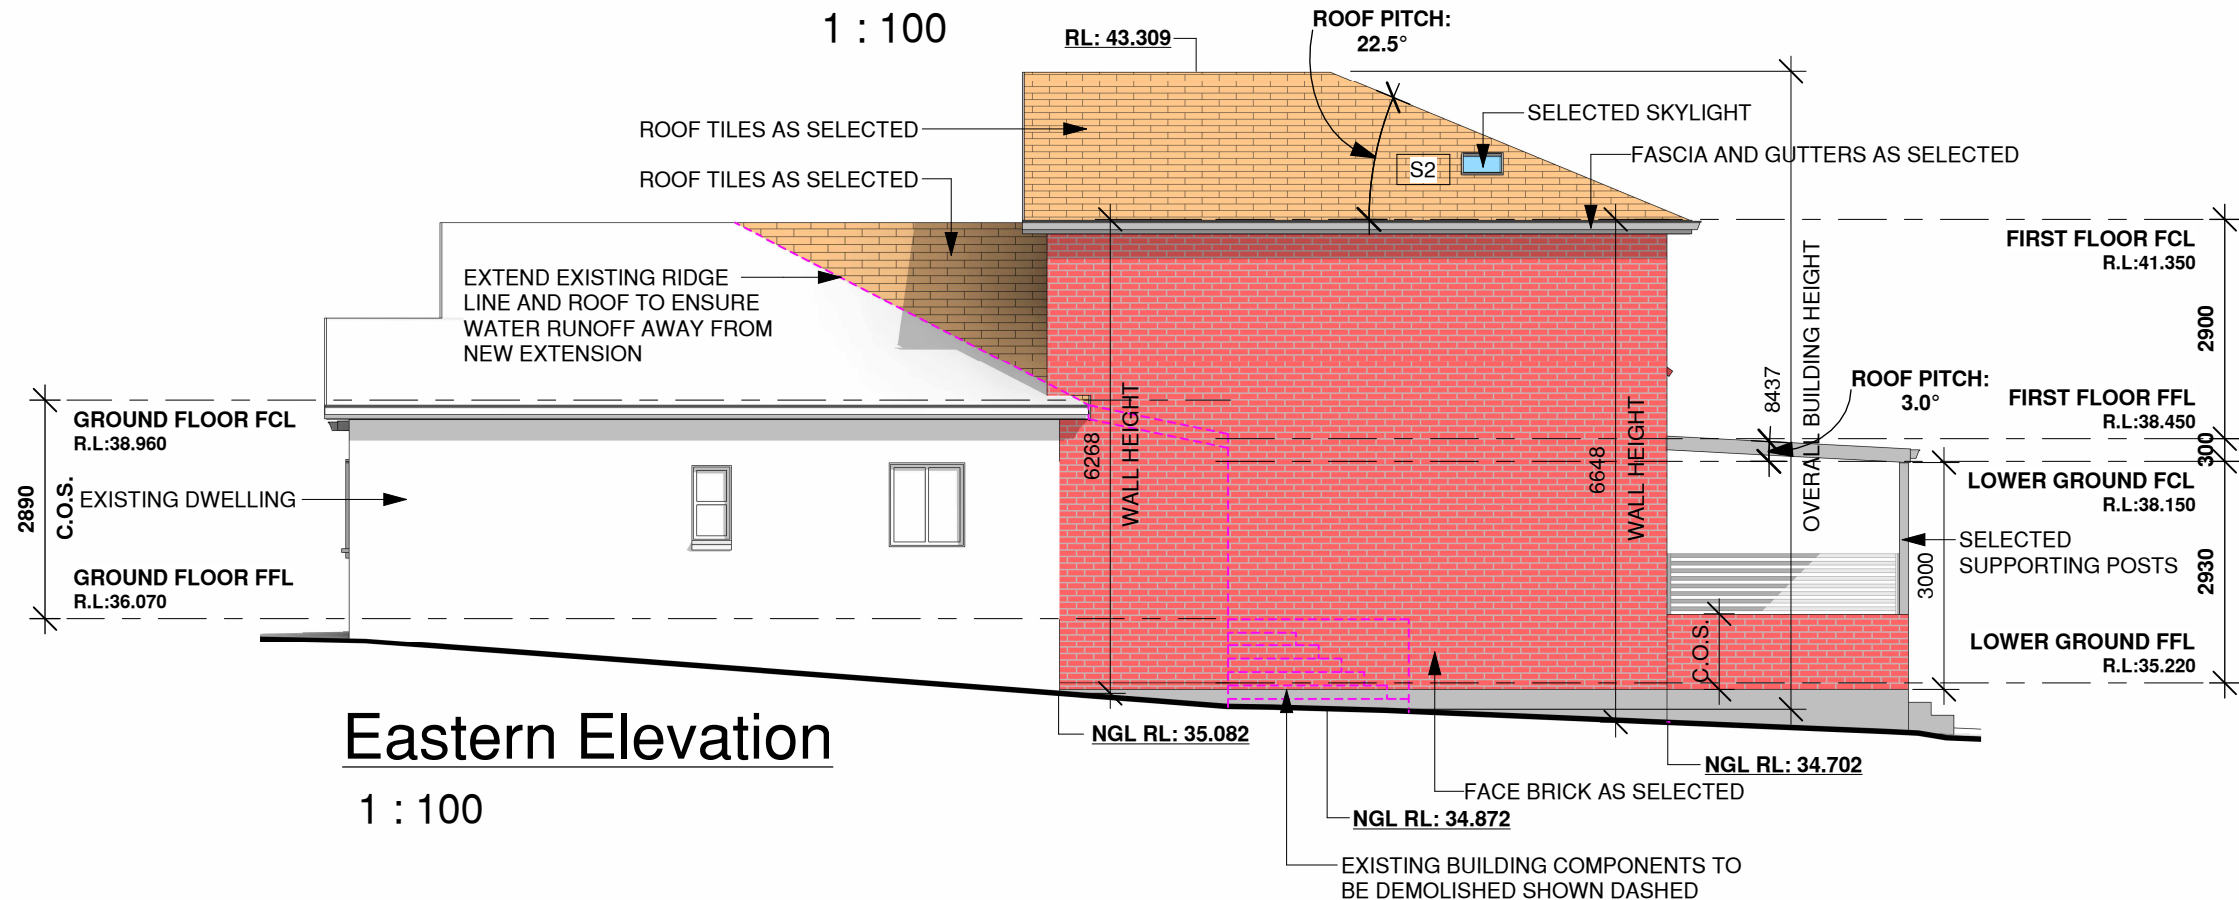 1 : 100
RL: 43.309
ROOF PITCH:
22.5°
ROOF TILES AS SELECTED
SELECTED SKYLIGHT
FASCIA AND GUTTERS AS SELECTED
S2
ROOF TILES AS SELECTED
EXTEND EXISTING RIDGE
LINE AND ROOF TO ENSURE
WATER RUNOFF AWAY FROM
NEW EXTENSION
FIRST FLOOR FCL
R.L:41.350
2900
FIRST FLOOR FFL
R.L:38.450
300
LOWER GROUND FCL
R.L:38.150
2930
LOWER GROUND FFL
R.L:35.220
ROOF PITCH:
3.0°
8437
OVERALL BUILDING HEIGHT
GROUND FLOOR FCL
R.L:38.960
2890
C.O.S.
EXISTING DWELLING
GROUND FLOOR FFL
R.L:36.070
6268
WALL HEIGHT
6648
WALL HEIGHT
SELECTED
SUPPORTING POSTS
3000
C.O.S.
Eastern Elevation
1 : 100
NGL RL: 35.082
NGL RL: 34.702
FACE BRICK AS SELECTED
NGL RL: 34.872
EXISTING BUILDING COMPONENTS TO
BE DEMOLISHED SHOWN DASHED